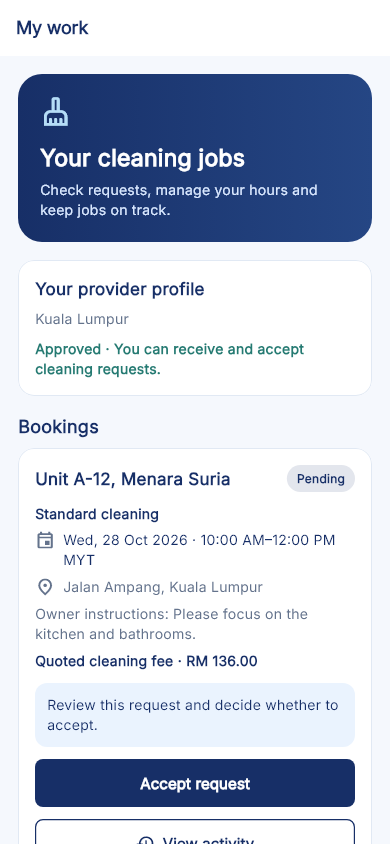 My work
Your cleaning jobs
Check requests, manage your hours and
keep jobs on track.
Your provider profile
Kuala Lumpur
Approved · You can receive and accept
cleaning requests.
Bookings
Unit A-12, Menara Suria
Pending
Standard cleaning
Wed, 28 Oct 2026 · 10:00 AM–12:00 PM
MYT
Jalan Ampang, Kuala Lumpur
Owner instructions: Please focus on the
kitchen and bathrooms.
Quoted cleaning fee · RM 136.00
Review this request and decide whether to
accept.
Accept request
View activity